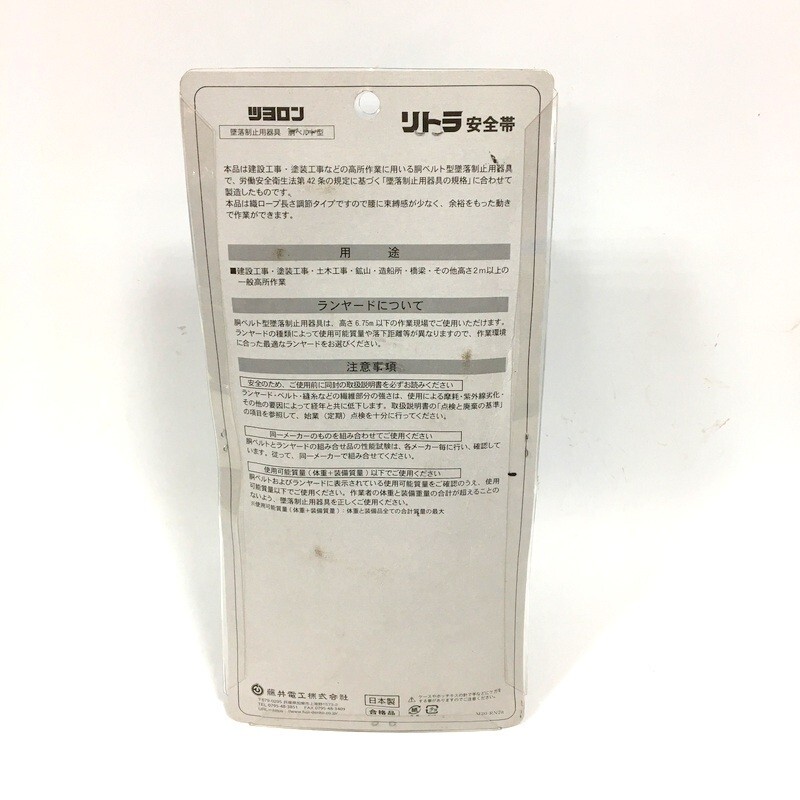 ツヨロン
墜落制止用器具 胴ベルト型
リトラ安全帯
本品は建設工事・塗装工事などの高所作業に用いる胴ベルト型墜落制止用器具
で、労働安全衛生法第42条の規定に基づく「墜落制止用器具の規格」に合わせて
製造したものです。
本品は織ロープ長さ調節タイプですので腰に束縛感が少なく、余裕をもった動き
で作業ができます。
用 途
■建設工事・塗装工事・土木工事・鉱山・造船所・橋梁・その他高さ2m以上の
一般高所作業
ランヤードについて
胴ベルト型墜落制止用器具は、高さ6.75m以下の作業現場でご使用いただけます。
ランヤードの種類によって使用可能質量や落下距離等が異なりますので、作業環境
に合った最適なランヤードをお選びください。
注意事項
安全のため、ご使用前に同封の取扱説明書を必ずお読みください
ランヤード・ベルト・縫糸などの繊維部分の強さは、使用による摩耗・紫外線劣化・
その他の要因によって経年と共に低下します。取扱説明書の「点検と廃棄の基準」
の項目を参照して、始業(定期)点検を十分に行ってください。
同一メーカーのものを組み合わせてご使用ください
胴ベルトとランヤードの組み合せ品の性能試験は、各メーカー毎に行い、確認して
います。従って、同一メーカーで組み合せてください。
使用可能質量(体重+装備質量)以下でご使用ください
胴ベルトおよびランヤードに表示されている使用可能質量をご確認のうえ、使用
可能質量以下でご使用ください。作業者の体重と装備重量の合計が超えることの
ないよう、墜落制止用器具を正しくご使用ください。
※使用可能質量(体重+装備質量):体重と装備品全ての合計質量の最大
藤井電工株式会社
日本製
合格品